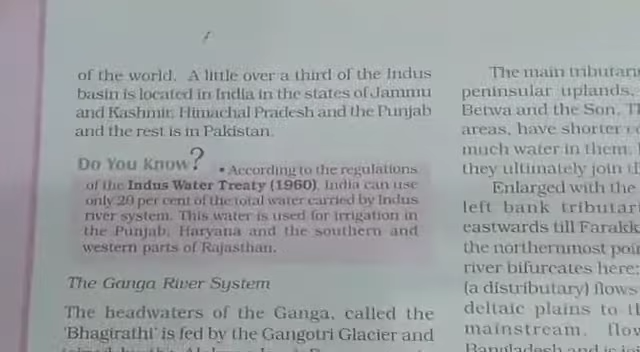 of the world. A little over a third of the Indus
basin is located in India in the states of Jammu
and Kashmir, Himachal Pradesh and the Punjab
and the rest is in Pakistan.
Do You Know?
• According to the regulations
of the Indus Water Treaty (1960), India can use
only 20 per cent of the total water carried by Indus
river system. This water is used for irrigation in
the Punjab, Haryana and the southern and
western parts of Rajasthan.
The Ganga River System
The headwaters of the Ganga, called the
'Bhagirathi' is fed by the Gangotri Glacier and
The main
peninsular uplands,
Betwa and the Son.
areas, have shorter
much water in them.
they ultimately join
Enlarged with the
left bank
eastwards till
the northernmost
river bifurcates here;
(a distributary) flows
deltaic plains to
mainstream,
Bangladesh and is